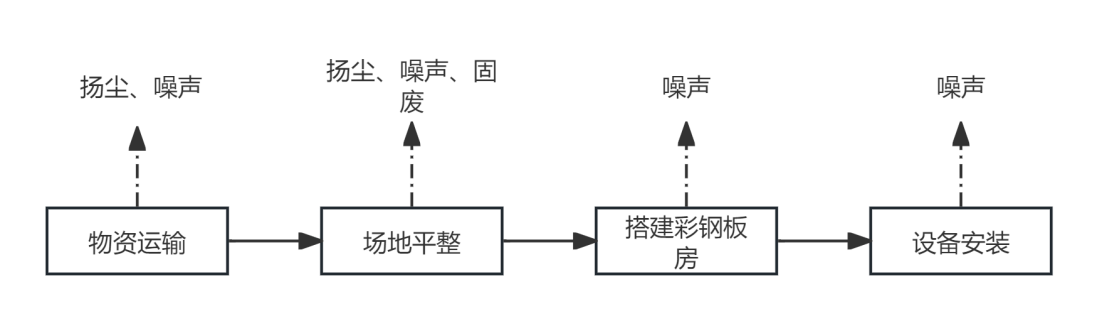 扬尘、噪声
扬尘、噪声、固
废
噪声
噪声
物资运输
场地平整
搭建彩钢板
房
设备安装